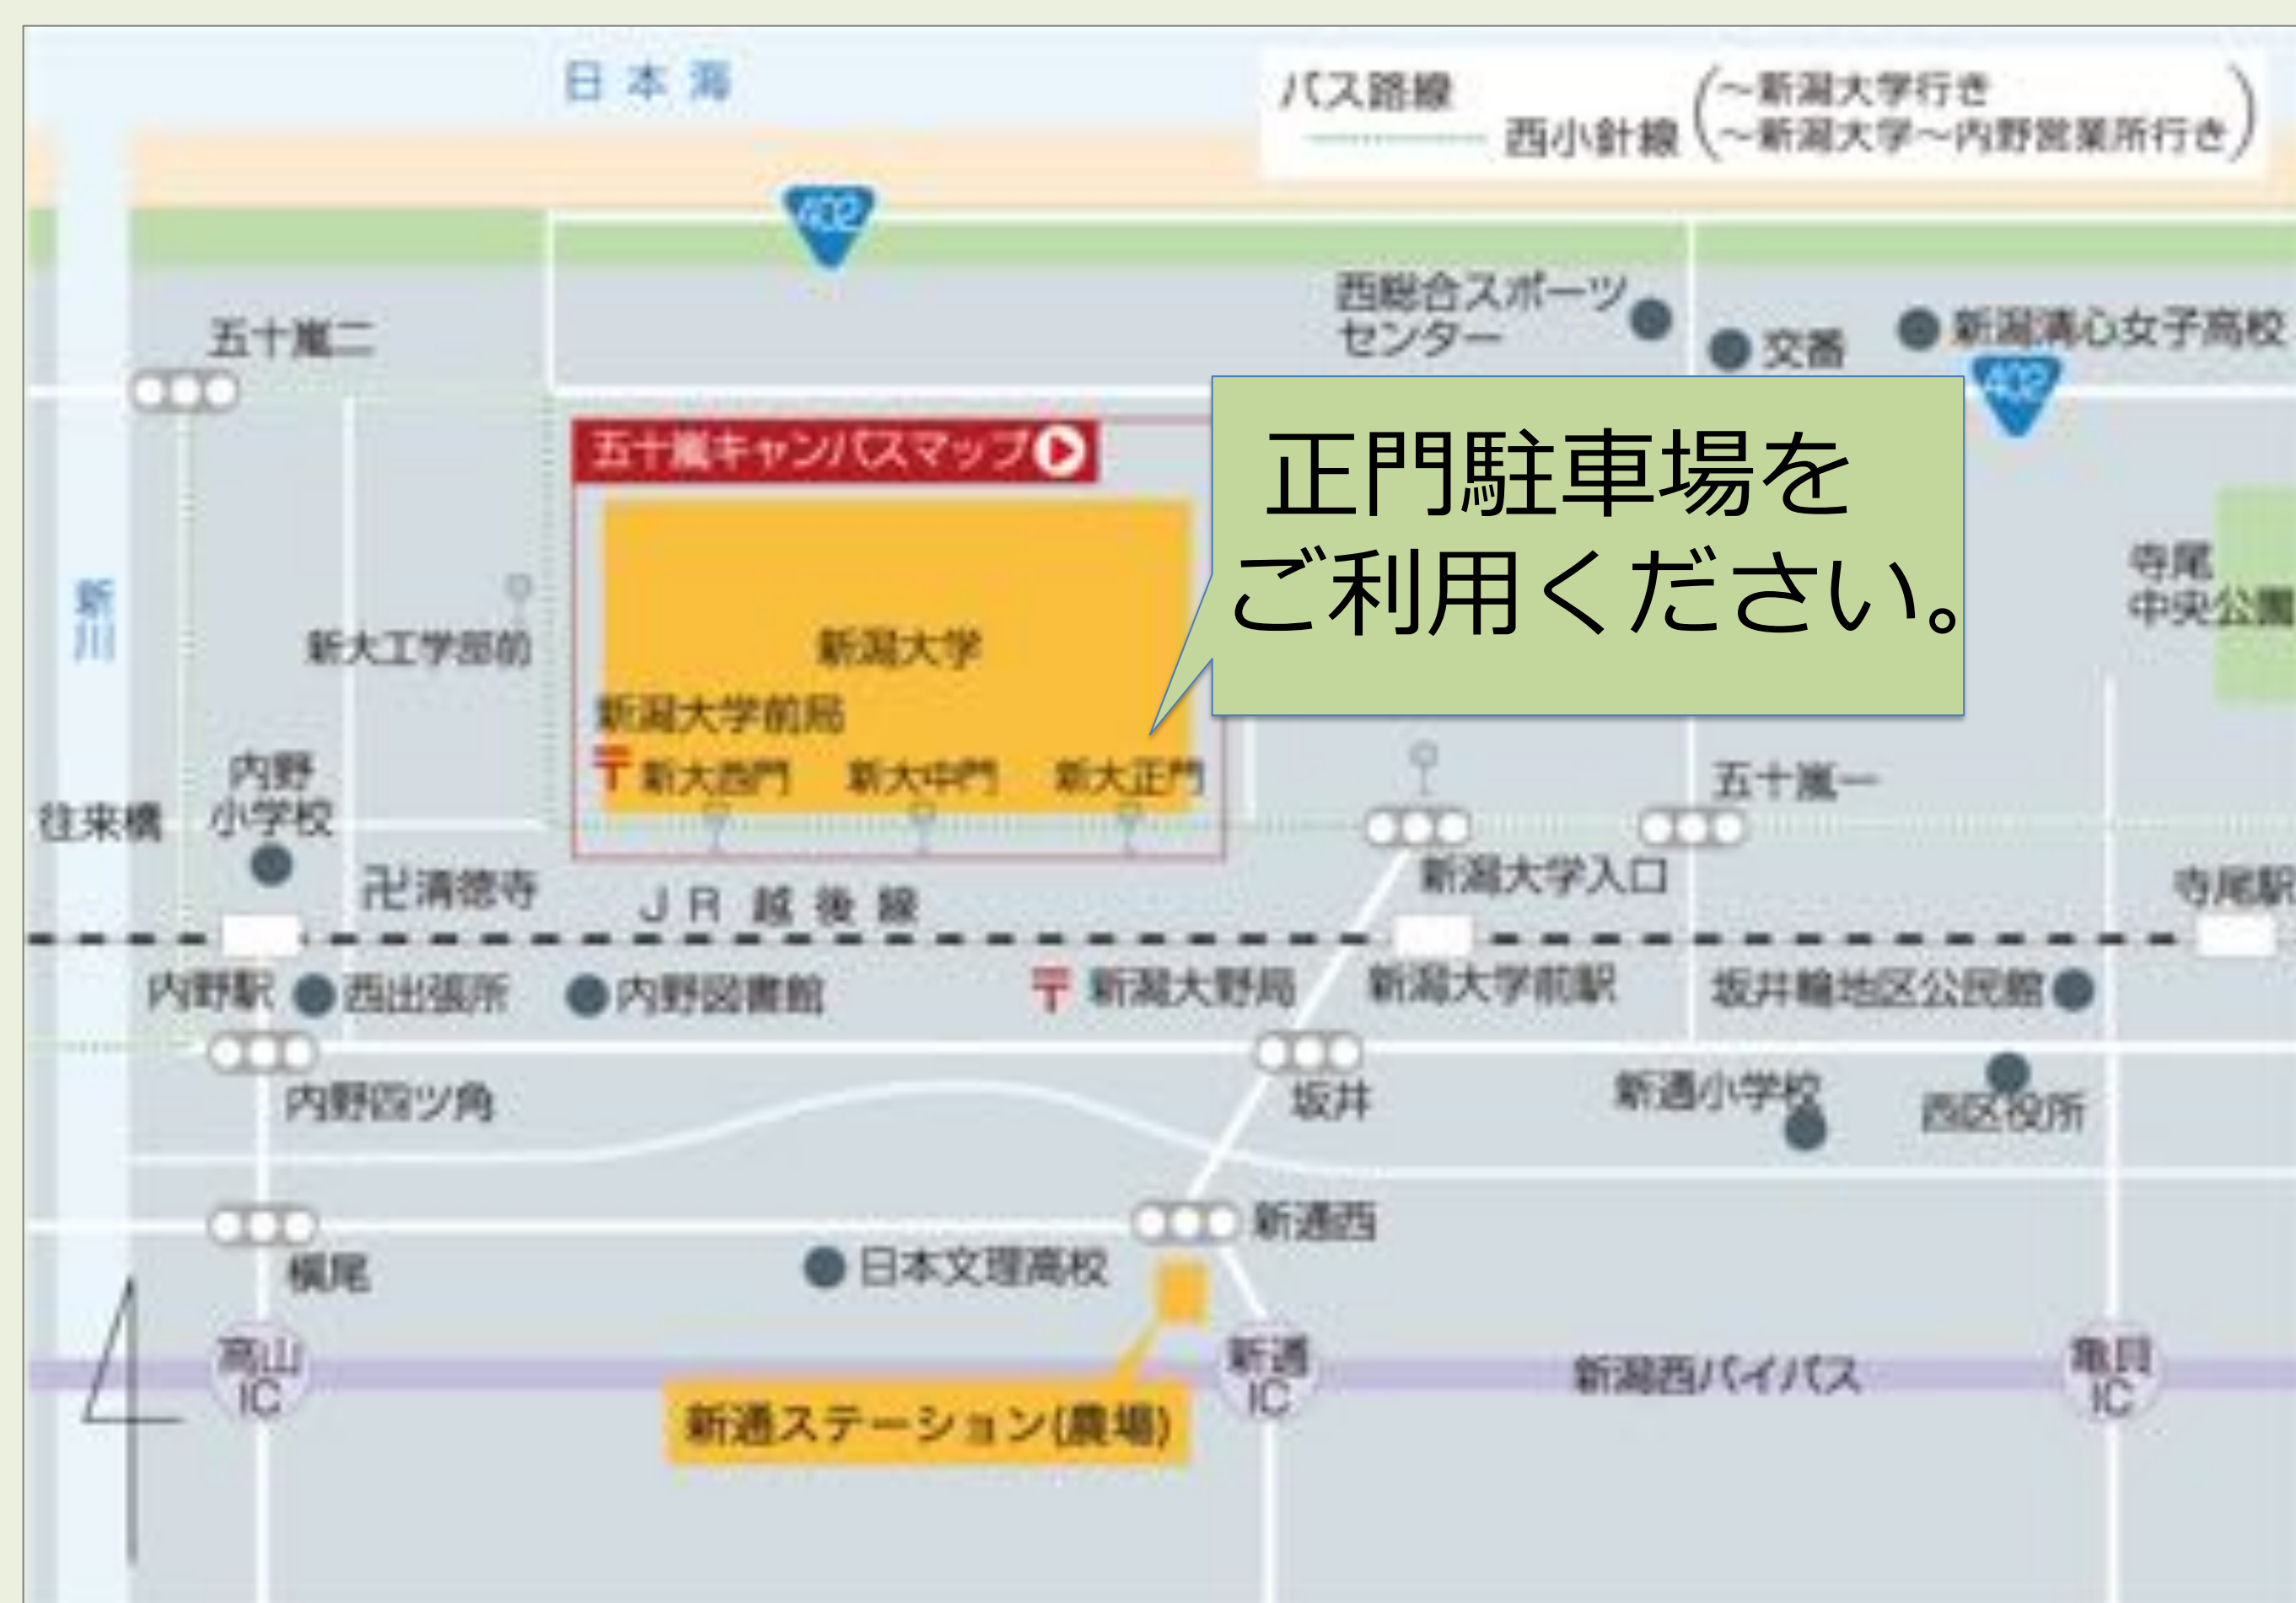 日本海
バス路線
西小針線
～新潟大学行き
～新潟大学～内野営業所行き
402
五十嵐二
西総合スポーツ
センター
交番
新潟清心女子高校
402
五十嵐キャンパスマップ
正門駐車場を
ご利用ください。
寺尾
中央公園
新川
新大工学部前
新潟大学
新潟大学前局
新大西門
新大中門
新大正門
五十嵐一
内野
小学校
往来橋
卍清徳寺
JR越後線
新潟大学入口
寺尾駅
内野駅
西出張所
内野図書館
〒 新潟大野局
新潟大学前駅
坂井輪地区公民館
内野四ツ角
坂井
新通小学校
西区役所
新通西
槇尾
日本文理高校
高山
IC
新通
IC
新潟西バイパス
亀貝
IC
新通ステーション(農場)